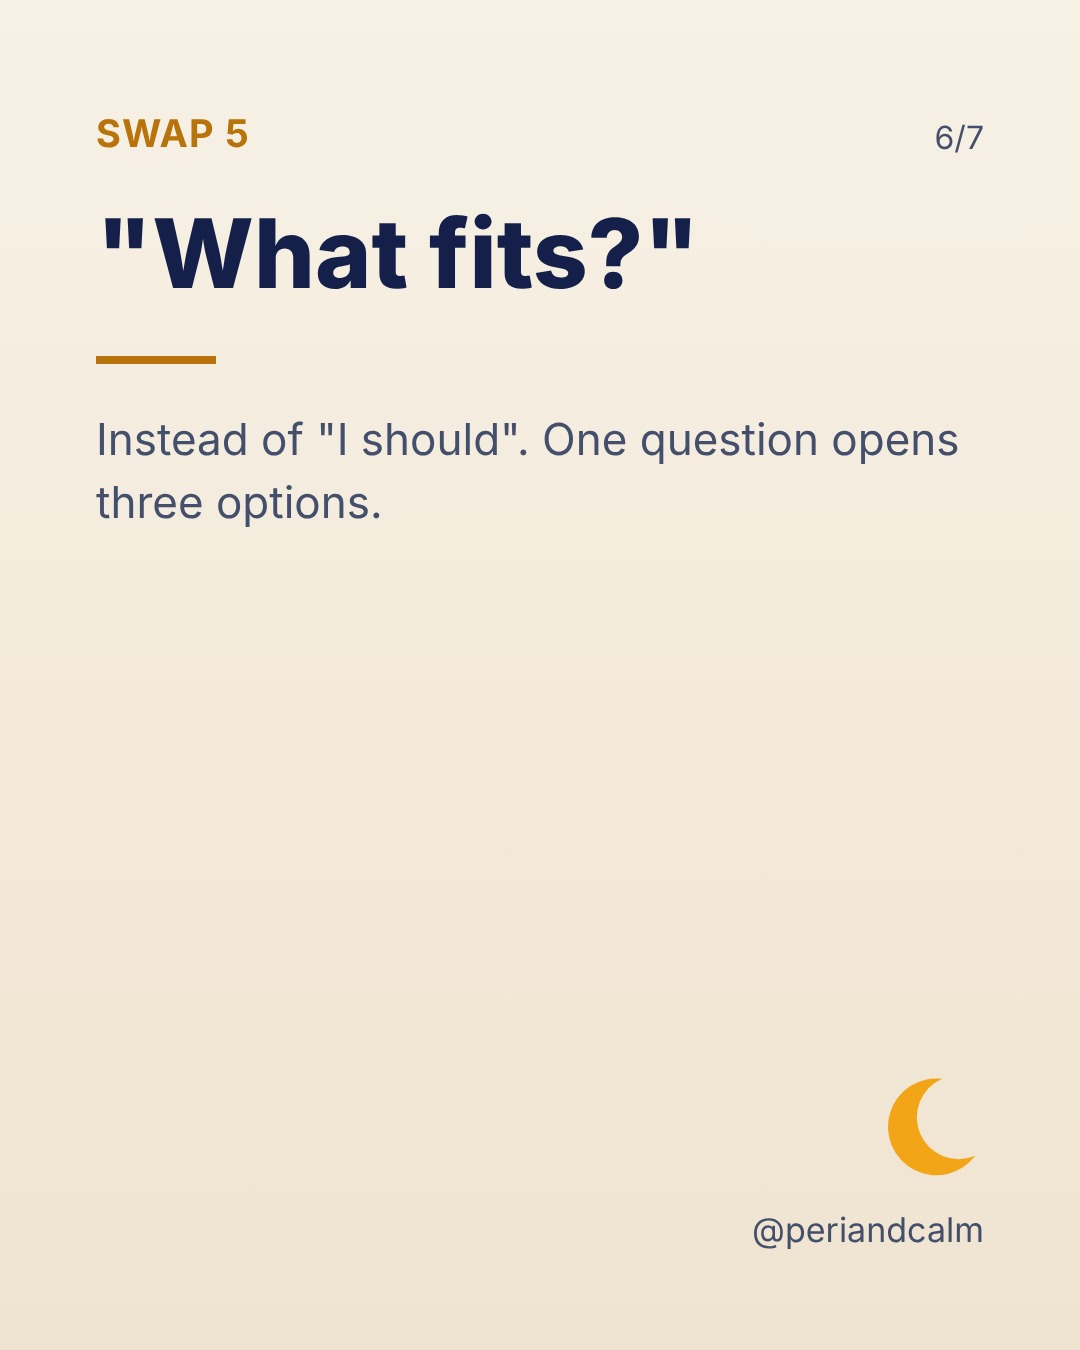 SWAP 5
6/7
"What fits?"
Instead of "I should". One question opens
three options.
@periandcalm